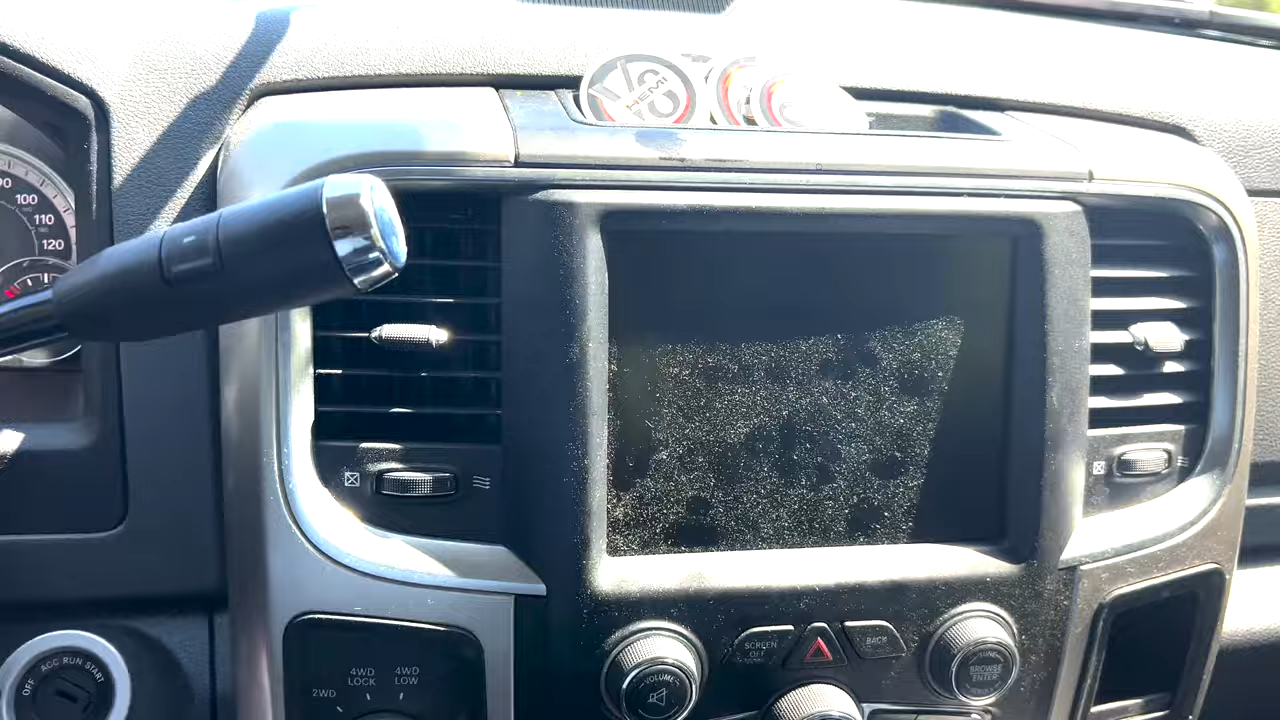 V8
HEMI
100
110
120
OFF ACC RUN START
2WD
4WD
LOCK
4WD
LOW
VOLUME
SCREEN
OFF
BACK
BROWSE
ENTER